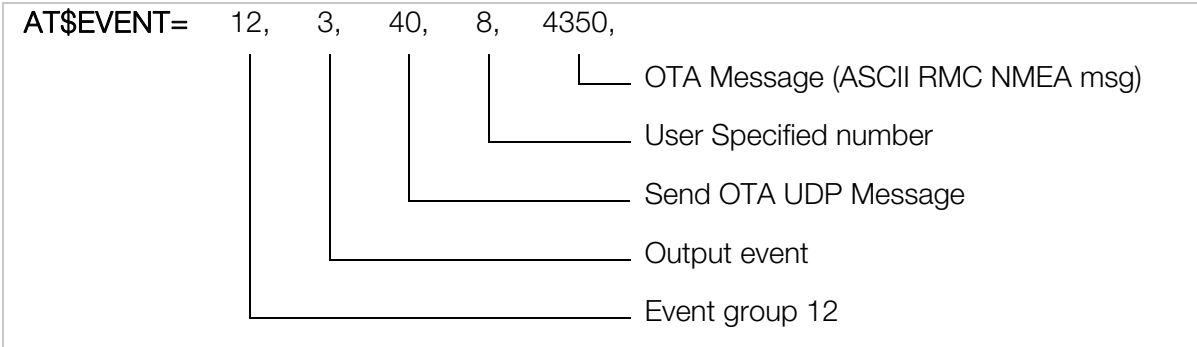 AT$EVENT= 12, 3, 40, 8, 4350,
OTA Message (ASCII RMC NMEA msg)
User Specified number
Send OTA UDP Message
Output event
Event group 12